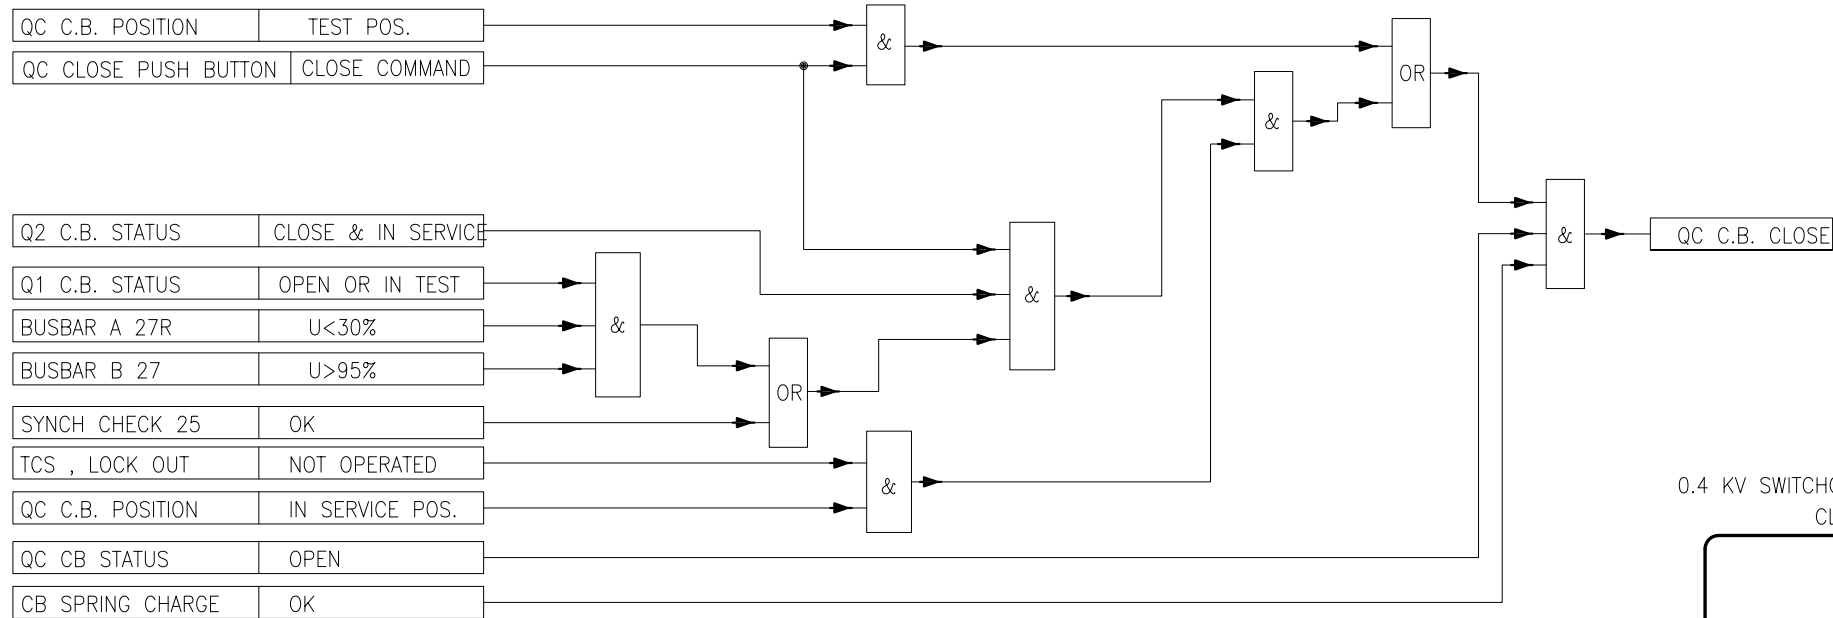 QC C.B. POSITION TEST POS.
QC CLOSE PUSH BUTTON CLOSE COMMAND
&
OR
&
Q2 C.B. STATUS CLOSE & IN SERVICE
&
QC C.B. CLOSE
Q1 C.B. STATUS OPEN OR IN TEST
&
BUSBAR A 27R U<30%
&
BUSBAR B 27 U>95%
OR
SYNCH CHECK 25 OK
TCS , LOCK OUT NOT OPERATED
&
QC C.B. POSITION IN SERVICE POS.
QC CB STATUS OPEN
CB SPRING CHARGE OK
0.4 KV